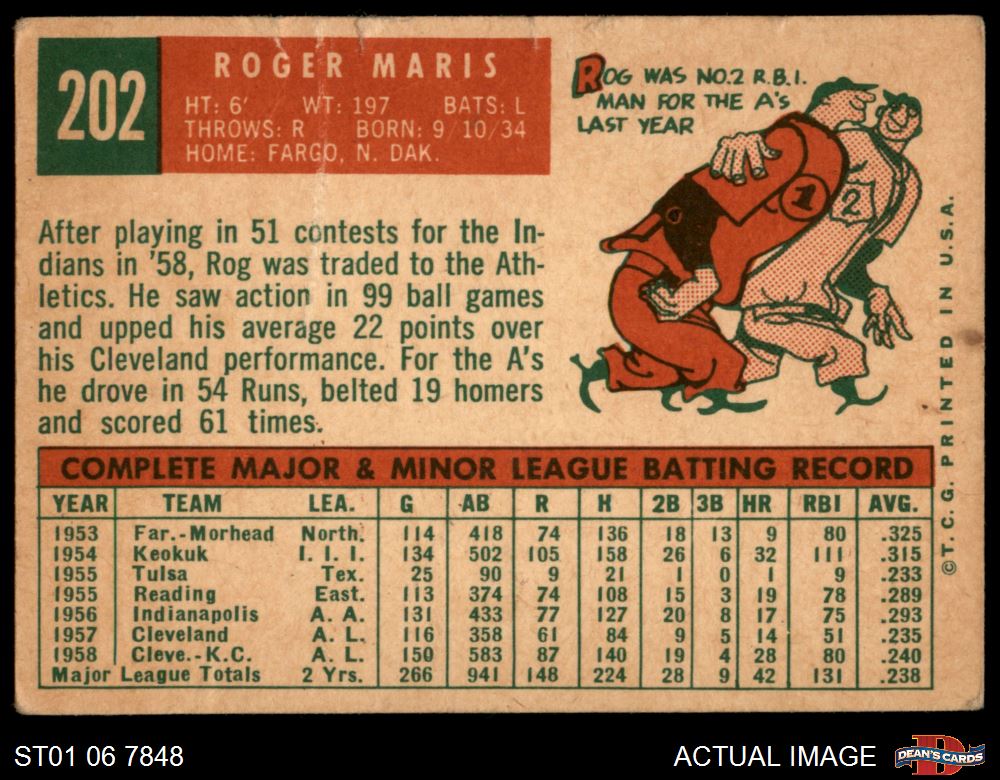 202
ROGER MARIS
HT: 6' WT: 197 BATS: L
THROWS: R BORN: 9/10/34
HOME: FARGO, N. DAK.
ROG WAS NO.2 R.B.I.
MAN FOR THE A's
LAST YEAR
1
2
After playing in 51 contests for the In-
dians in '58, Rog was traded to the Ath-
letics. He saw action in 99 ball games
and upped his average 22 points over
his Cleveland performance. For the A's
he drove in 54 Runs, belted 19 homers
and scored 61 times.
COMPLETE MAJOR & MINOR LEAGUE BATTING RECORD
YEAR TEAM LEA. G AB R H 2B 3B HR RBI AVG.
1953 Far.-Morhead North. 114 418 74 136 18 13 9 80 .325
1954 Keokuk I. I. I. 134 502 105 158 26 6 32 111 .315
1955 Tulsa Tex. 25 90 9 21 1 0 1 9 .233
1955 Reading East. 113 374 74 108 15 3 19 78 .289
1956 Indianapolis A. A. 131 433 77 127 20 8 17 75 .293
1957 Cleveland A. L. 116 358 61 84 9 5 14 51 .235
1958 Cleve.-K.C. A. L. 150 583 87 140 19 4 28 80 .240
Major League Totals 2 Yrs. 266 941 148 224 28 9 42 131 .238
©T. C. G. PRINTED IN U.S.A.
ST01 06 7848
ACTUAL IMAGE
DEAN'S CARDS